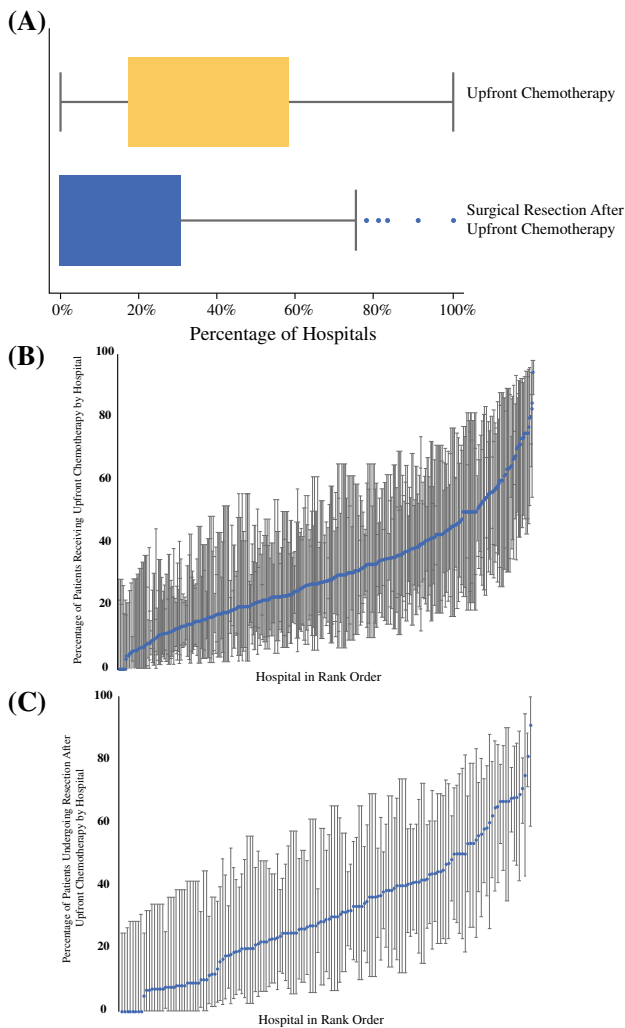 (A)
Upfront Chemotherapy
Surgical Resection After
Upfront Chemotherapy
0%
20%
40%
60%
80%
100%
Percentage of Hospitals
(B)
Percentage of Patients Receiving Upfront Chemotherapy by Hospital
100
80
60
40
20
0
Hospital in Rank Order
(C)
Percentage of Patients Undergoing Resection After
Upfront Chemotherapy by Hospital
100
80
60
40
20
0
Hospital in Rank Order